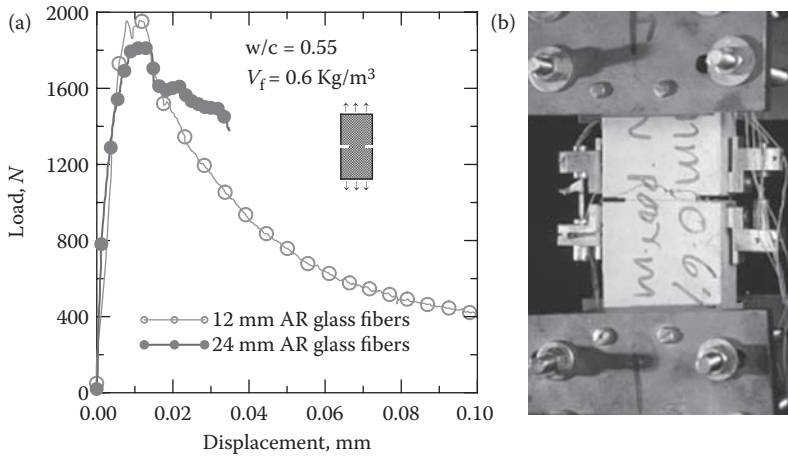 (a)
2000
1600
1200
800
400
0
Load, N
w/c = 0.55
Vf = 0.6 Kg/m³
12 mm AR glass fibers
24 mm AR glass fibers
0.00 0.02 0.04 0.06 0.08 0.10
Displacement, mm
(b)